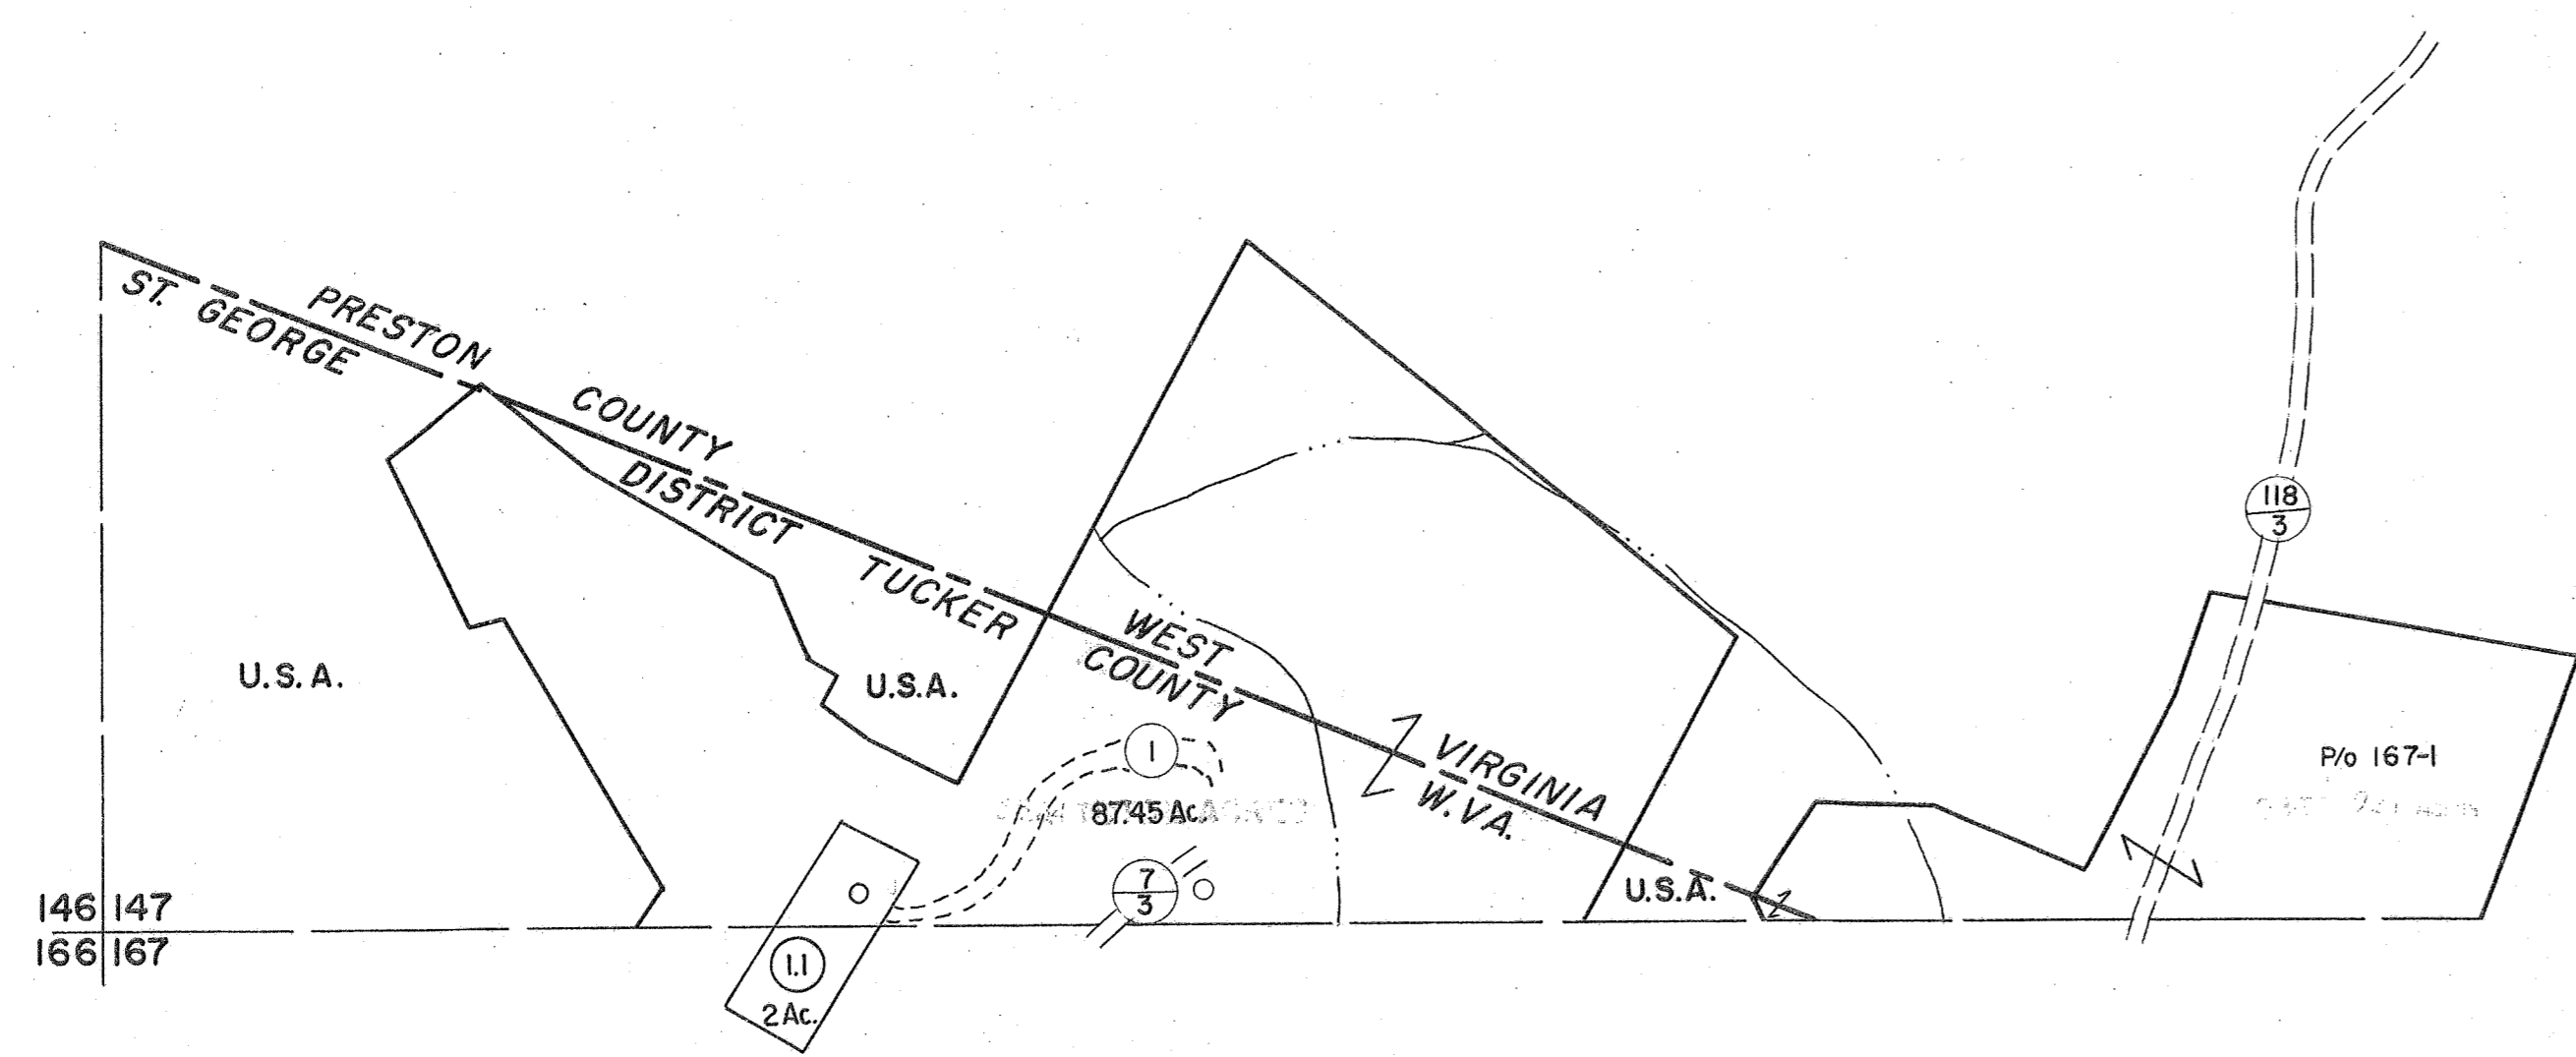 PRESTON COUNTY WEST VIRGINIA
ST. GEORGE DISTRICT TUCKER COUNTY W.VA.
118
3
U.S.A.
U.S.A.
1
87.45 Ac.
P/o 167-1
7
3
U.S.A.
146 147
166 167
1.1
2 Ac.